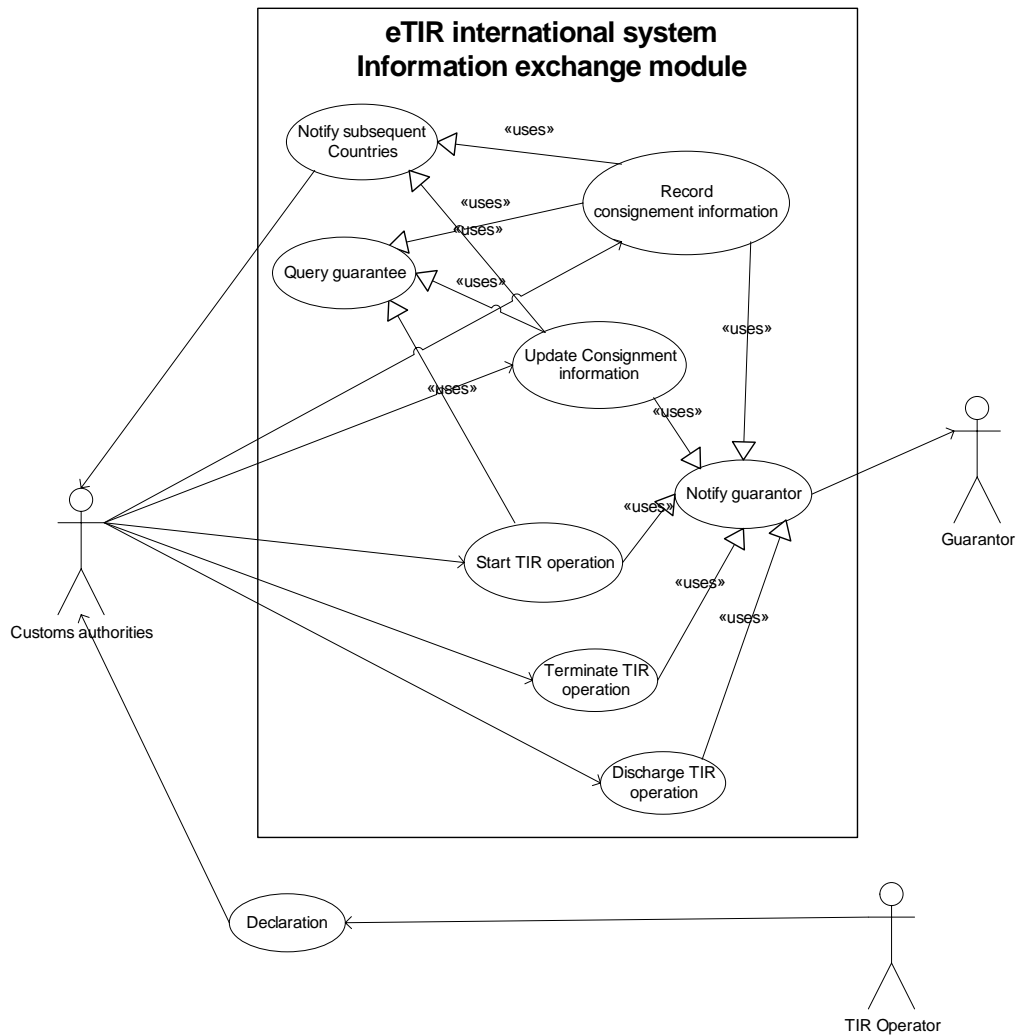 eTIR international system
Information exchange module
Notify subsequent
Countries
«uses»
Record
consignement information
«uses»
«uses»
Query guarantee
«uses»
«uses»
Update Consignment
information
«uses»
«uses»
Notify guarantor
«uses»
Guarantor
Start TIR operation
«uses»
«uses»
Customs authorities
Terminate TIR
operation
Discharge TIR
operation
Declaration
TIR Operator